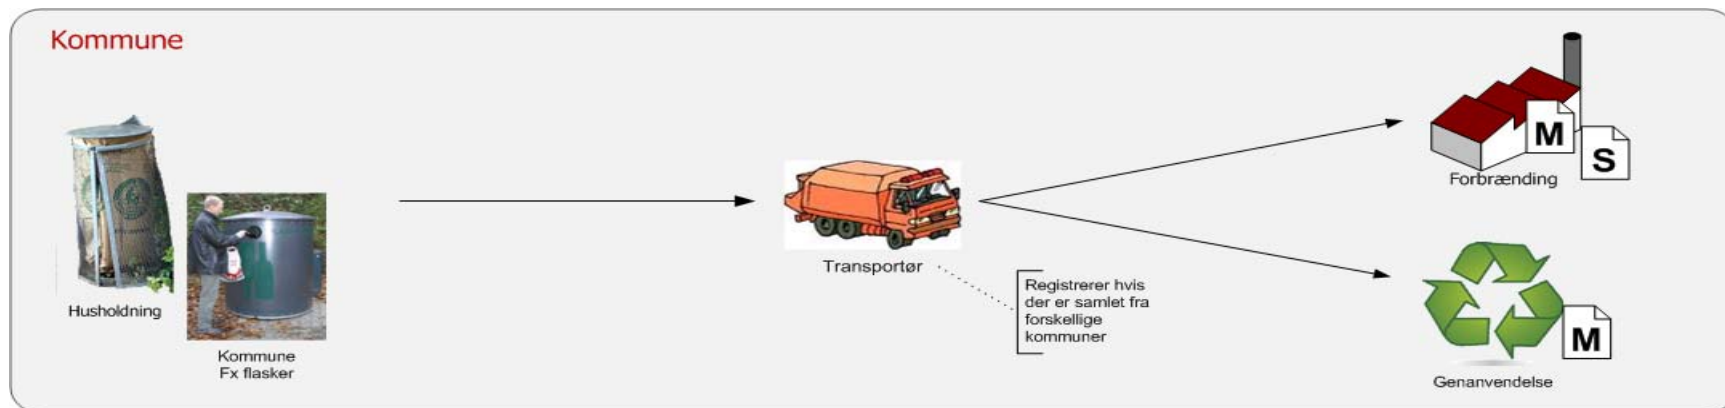 Kommune
Husholdning
Kommune
Fx flasker
Transportør
Registrerer hvis
der er samlet fra
forskellige
kommuner
M
S
Forbrænding
M
Genanvendelse